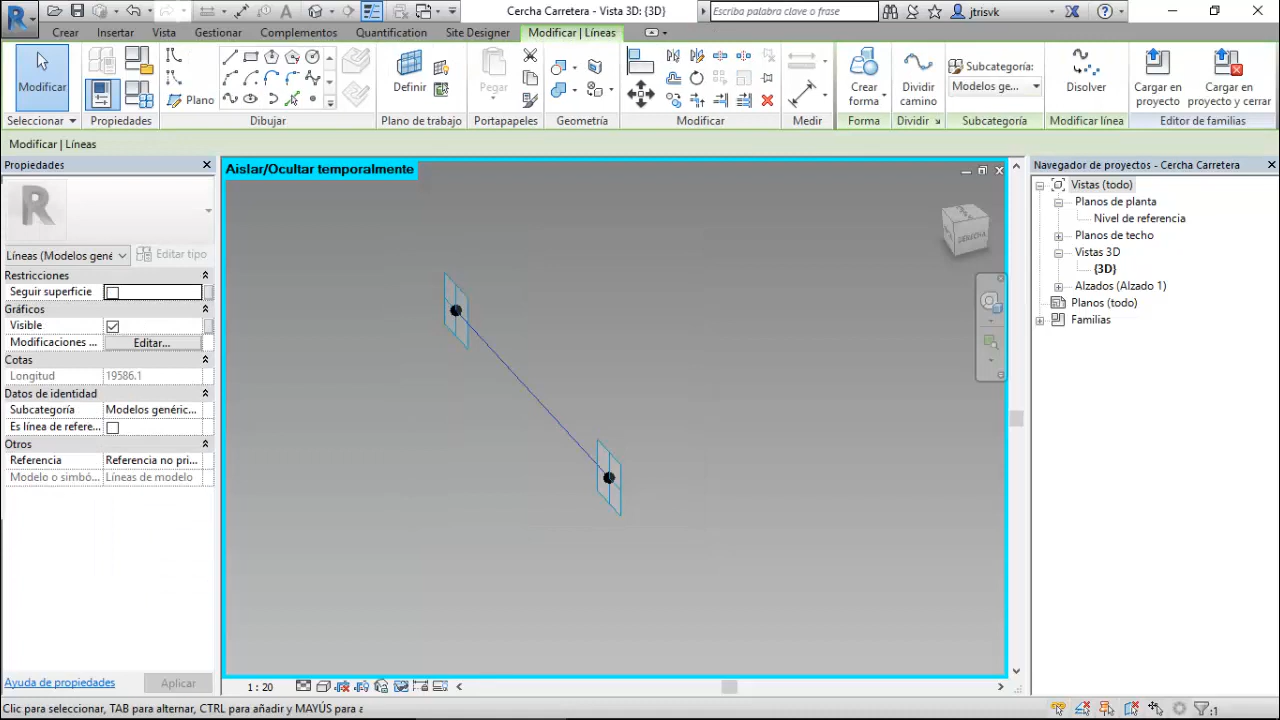 Cercha Carretera - Vista 3D: {3D}
Escriba palabra clave o frase
jtrisvk
Crear
Insertar
Vista
Gestionar
Complementos
Quantification
Site Designer
Modificar | Líneas
Modificar
Plano
Definir
Pegar
Crear forma
Dividir camino
Subcategoría:
Modelos ge...
Disolver
Cargar en proyecto
Cargar en proyecto y cerrar
Seleccionar
Propiedades
Dibujar
Plano de trabajo
Portapapeles
Geometría
Modificar
Medir
Forma
Dividir
Subcategoría
Modificar línea
Editor de familias
Modificar | Líneas
Propiedades
Líneas (Modelos gené
Editar tipo
Restricciones
Seguir superficie
Gráficos
Visible
Modificaciones ...
Editar...
Cotas
Longitud
19586.1
Datos de identidad
Subcategoría
Modelos genéric...
Es línea de refere...
Otros
Referencia
Referencia no pri...
Modelo o simbó...
Líneas de modelo
Ayuda de propiedades
Aplicar
Aislar/Ocultar temporalmente
DERECHA
1 : 20
Navegador de proyectos - Cercha Carretera
Vistas (todo)
Planos de planta
Nivel de referencia
Planos de techo
Vistas 3D
{3D}
Alzados (Alzado 1)
Planos (todo)
Familias
Clic para seleccionar, TAB para alternar, CTRL para añadir y MAYÚS para a
:1